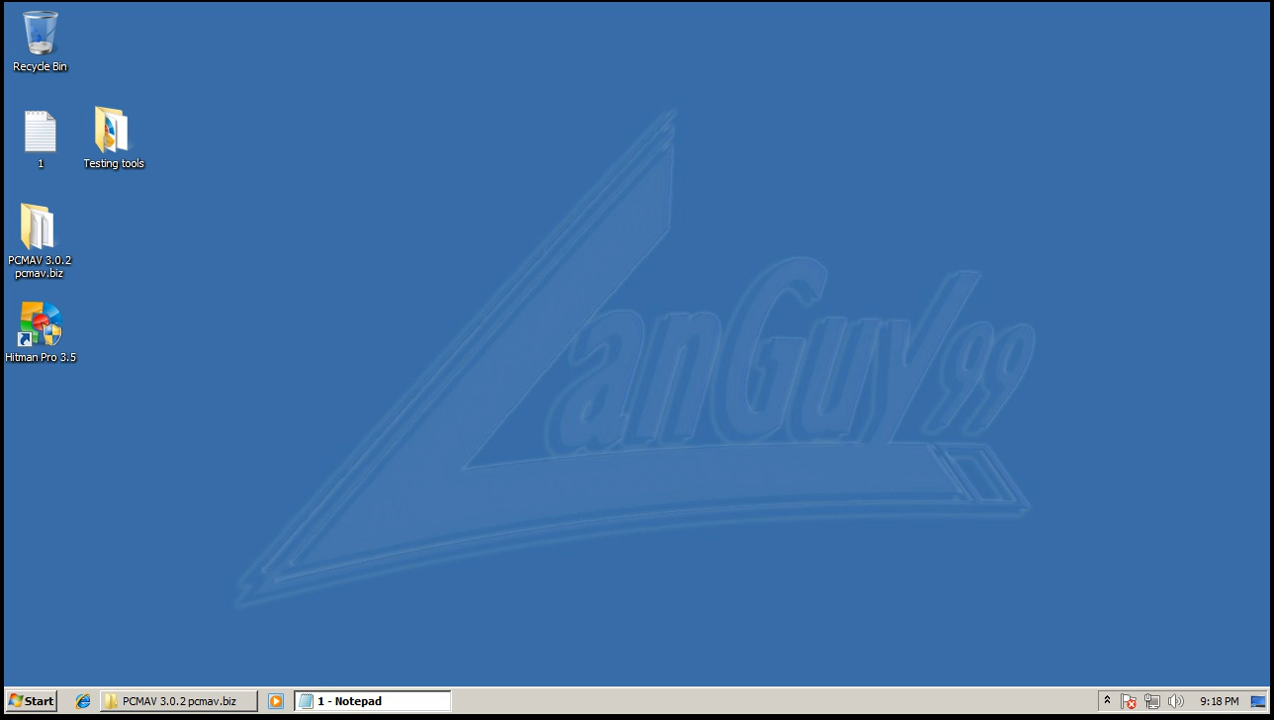 Recycle Bin
1
Testing tools
PCMAV 3.0.2
pcmav.biz
Hitman Pro 3.5
LanGuy99
Start
PCMAV 3.0.2 pcmav.biz
1 - Notepad
9:18 PM